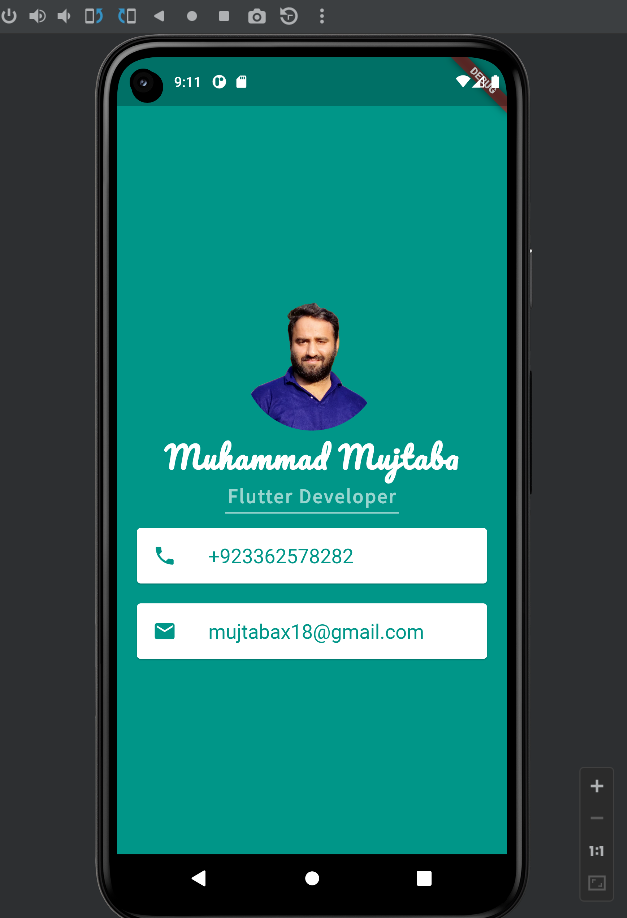 9:11
DEBUG
Muhammad Mujtaba
Flutter Developer
+923362578282
mujtabax18@gmail.com
1:1